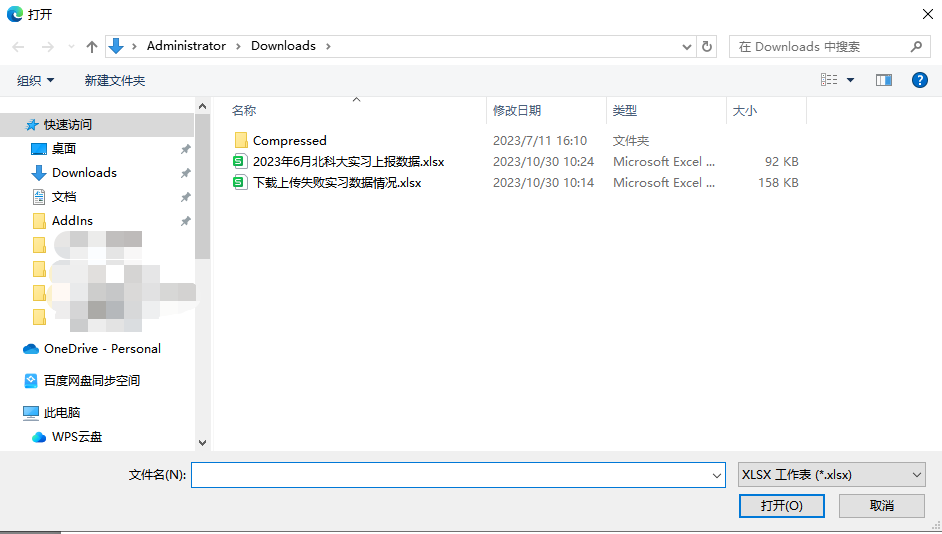 打开
Administrator Downloads
在 Downloads 中搜索
组织 新建文件夹
快速访问
桌面
Downloads
文档
AddIns
OneDrive - Personal
百度网盘同步空间
此电脑
WPS云盘
名称 修改日期 类型 大小
Compressed 2023/7/11 16:10 文件夹
2023年6月北科大实习上报数据.xlsx 2023/10/30 10:24 Microsoft Excel ... 92 KB
下载上传失败实习数据情况.xlsx 2023/10/30 10:14 Microsoft Excel ... 158 KB
文件名(N): XLSX 工作表 (*.xlsx)
打开(O) 取消